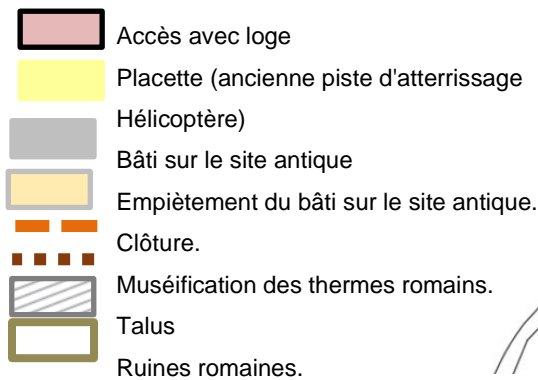 Accès avec loge
Placette (ancienne piste d'atterrissage
Hélicoptère)
Bâti sur le site antique
Empiètement du bâti sur le site antique.
Clôture.
Muséification des thermes romains.
Talus
Ruines romaines.